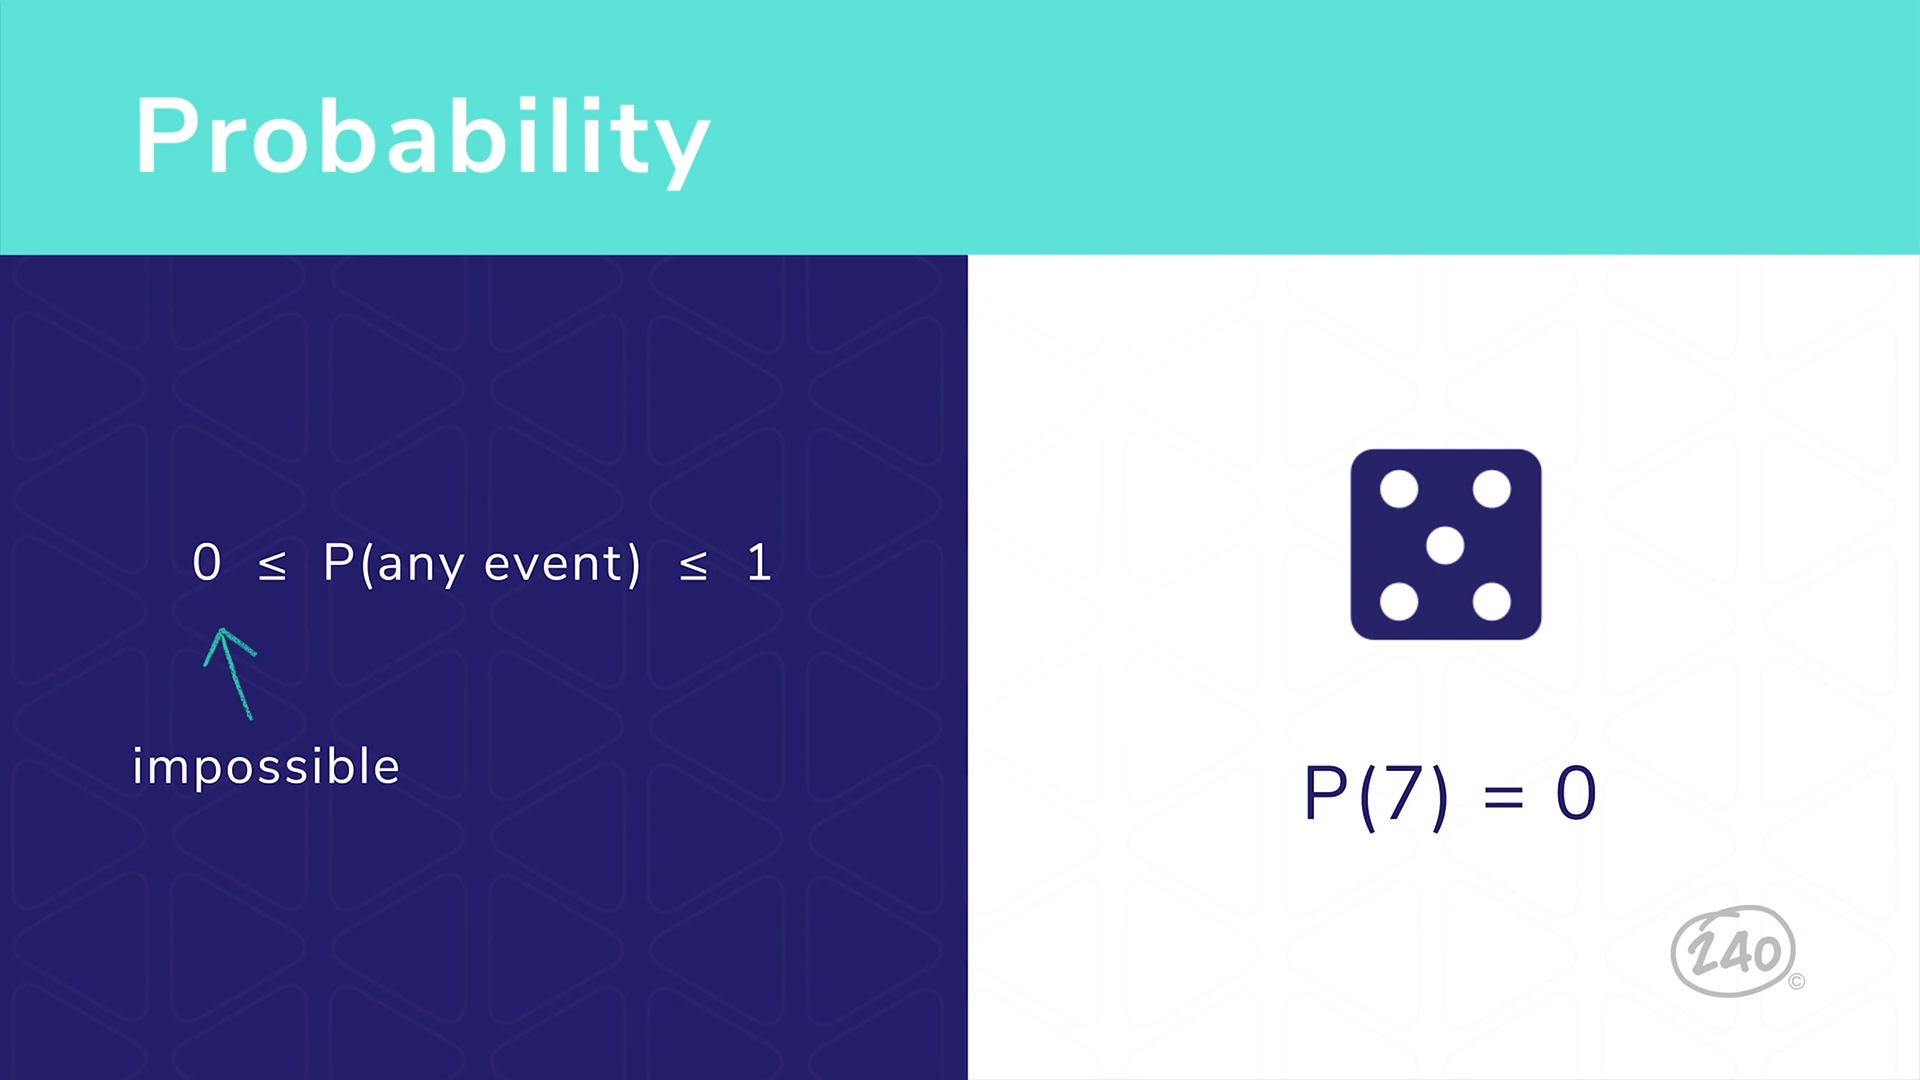 Probability
0 ≤ P(any event) ≤ 1
impossible
P(7) = 0
240
©